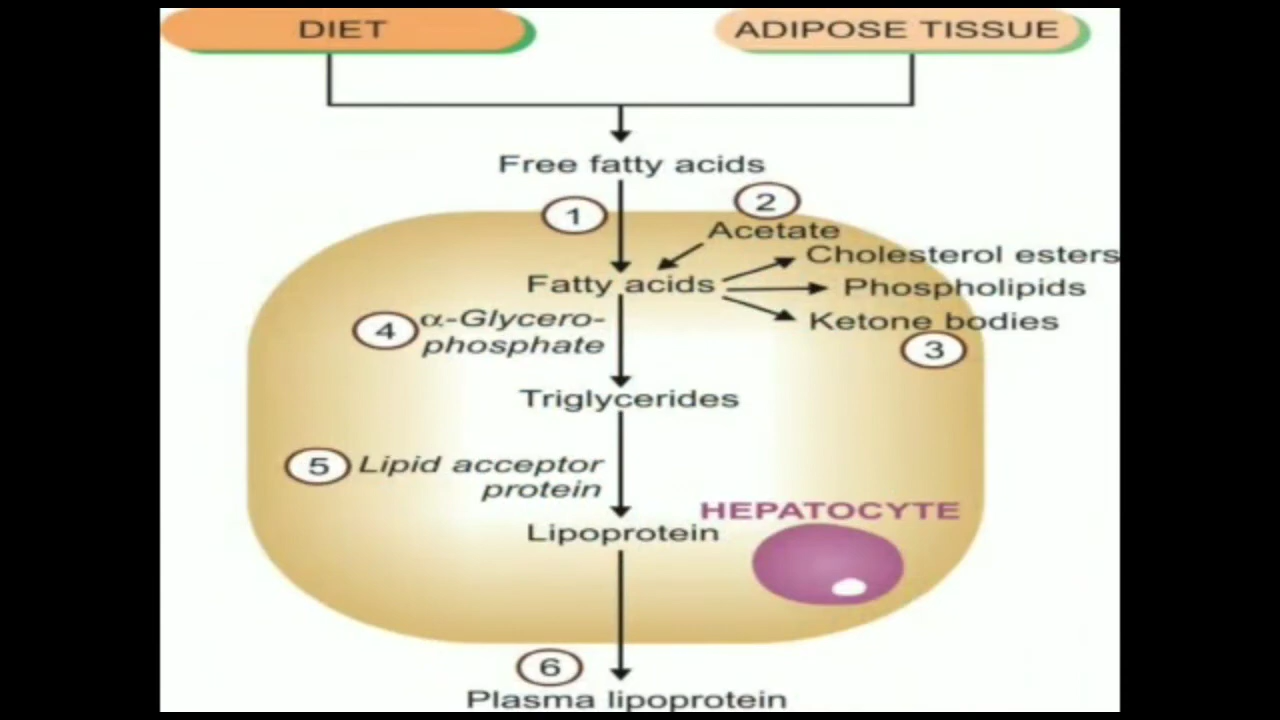 DIET
ADIPOSE TISSUE
Free fatty acids
1
2
Acetate
Cholesterol esters
Fatty acids
Phospholipids
Ketone bodies
3
4
α-Glycero-
phosphate
Triglycerides
5
Lipid acceptor
protein
HEPATOCYTE
Lipoprotein
6
Plasma lipoprotein